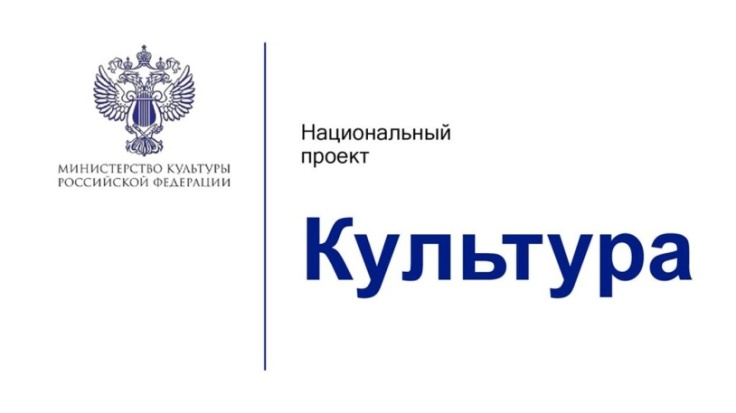 МИНИСТЕРСТВО КУЛЬТУРЫ
РОССИЙСКОЙ ФЕДЕРАЦИИ
Национальный
проект
Культура